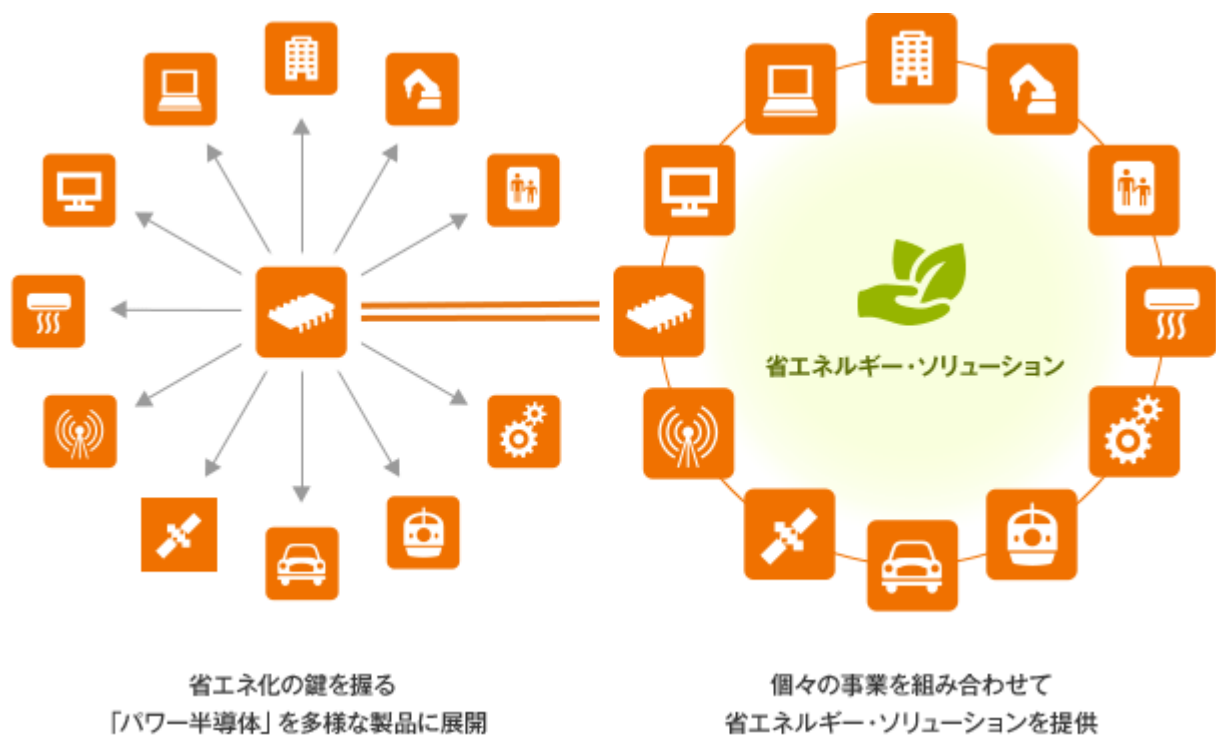 省エネルギー・ソリューション
省エネ化の鍵を握る
「パワー半導体」を多様な製品に展開
個々の事業を組み合わせて
省エネルギー・ソリューションを提供